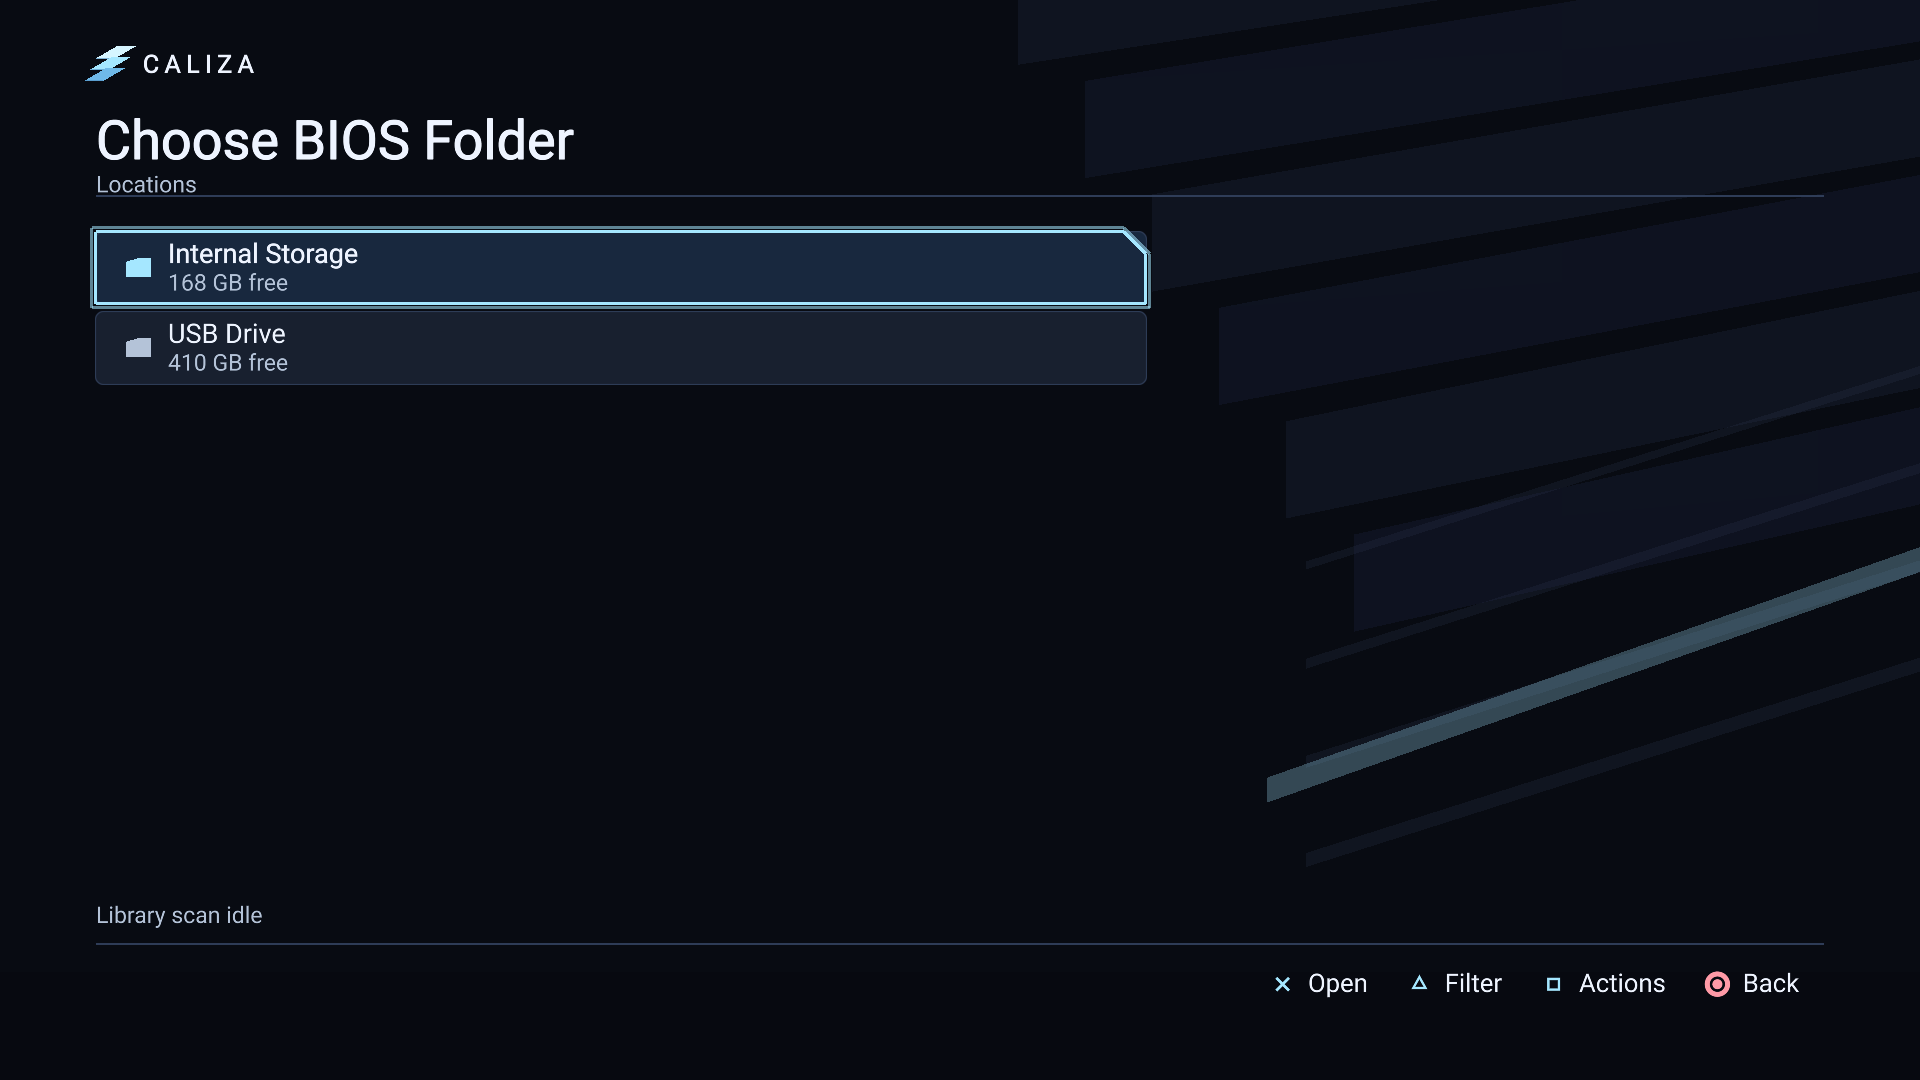 CALIZA
Choose BIOS Folder
Locations
Internal Storage
168 GB free
USB Drive
410 GB free
Library scan idle
Open Filter Actions Back